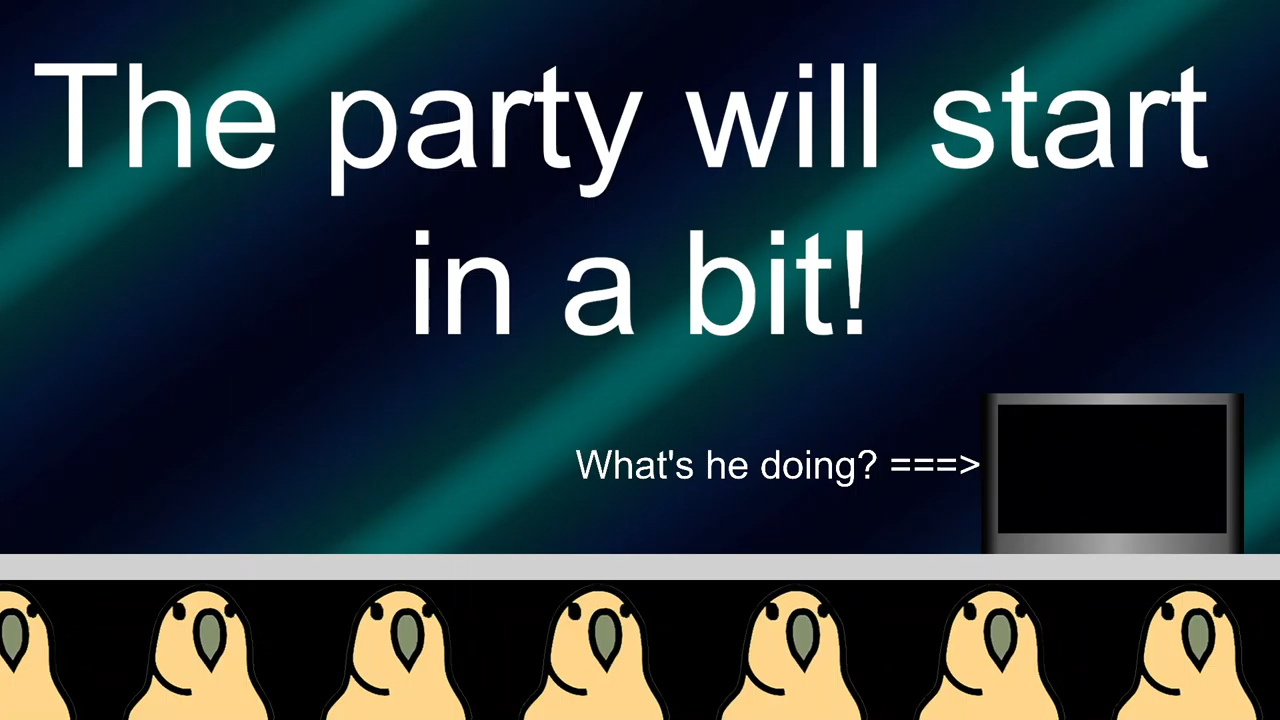 The party will start
in a bit!
What's he doing? ===>